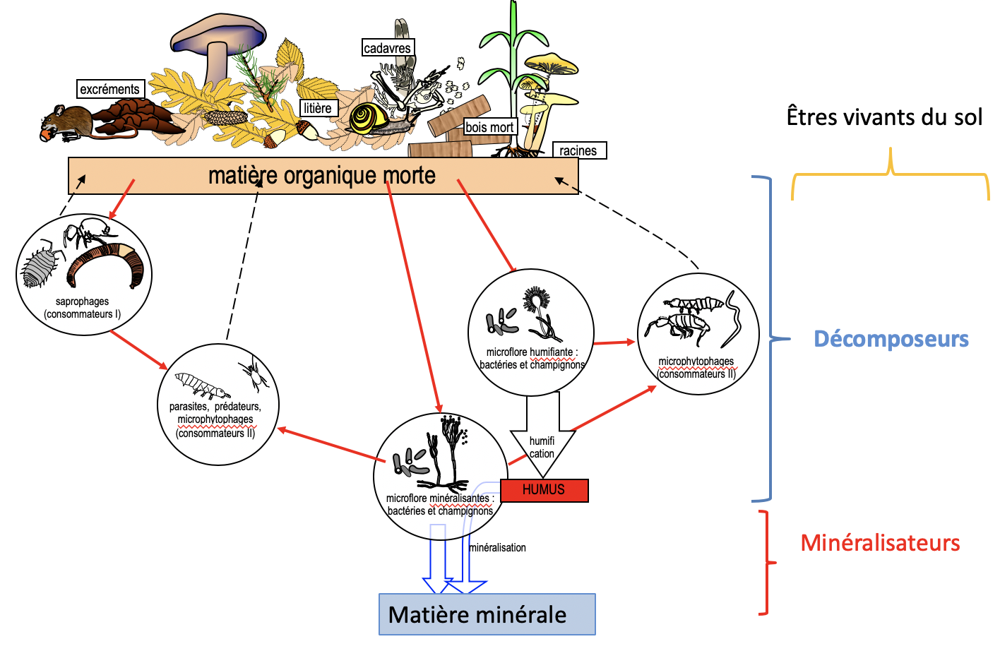 cadavres
excréments
litière
bois mort
racines
Êtres vivants du sol
matière organique morte
saprophages
(consommateurs I)
Décomposeurs
microflore humifiante :
bactéries et champignons
microphytophages
(consommateurs II)
parasites, prédateurs,
microphytophages
(consommateurs II)
humifi
cation
HUMUS
microflore minéralisantes :
bactéries et champignons
minéralisation
Minéralisateurs
Matière minérale